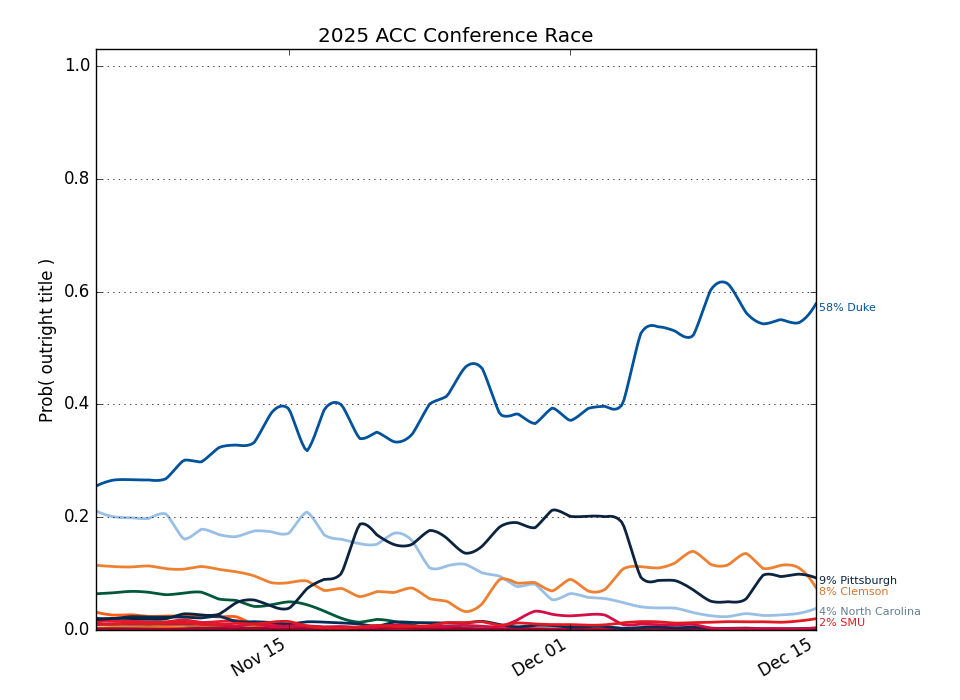 2025 ACC Conference Race
Prob( outright title )
1.0
0.8
0.6
0.4
0.2
0.0
Nov 15
Dec 01
Dec 15
58% Duke
9% Pittsburgh
8% Clemson
4% North Carolina
2% SMU